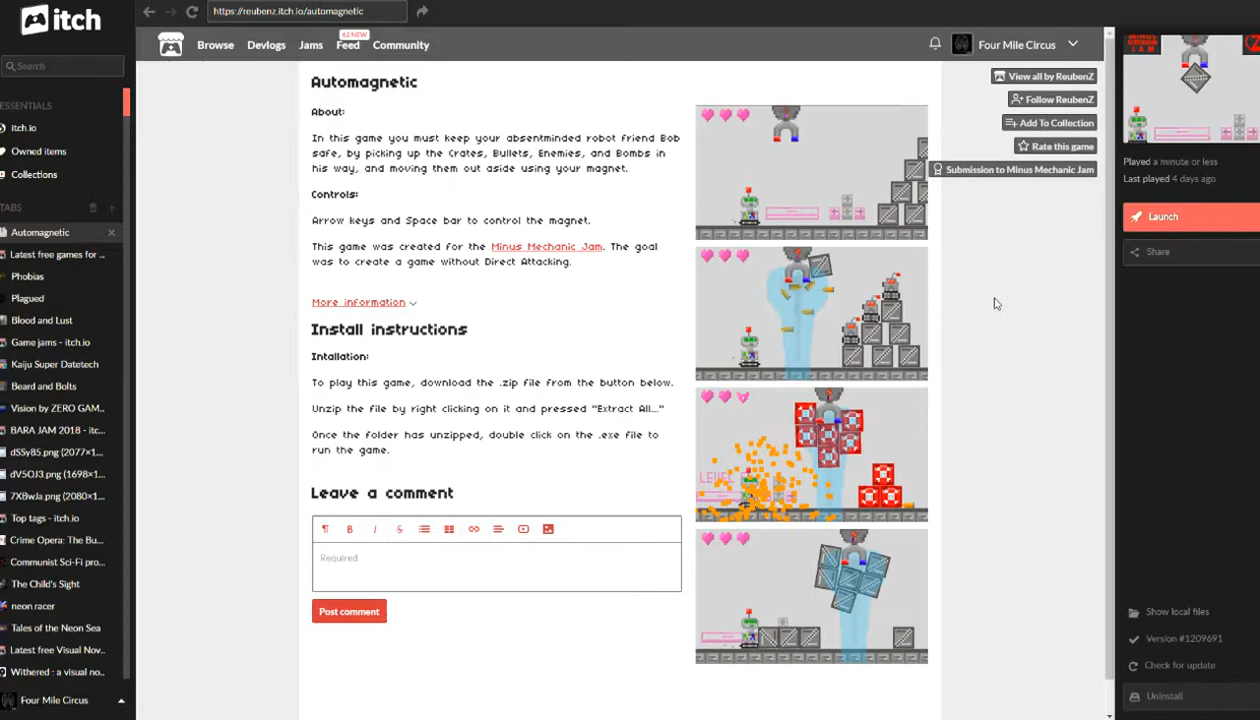 itch
https://reubenz.itch.io/automagnetic
Search
ESSENTIALS
itch.io
Owned items
Collections
TABS
Automagnetic
Latest free games for ...
Phobias
Plagued
Blood and Lust
Game jams - itch.io
Kaiju Super Datetech
Beard and Bolts
Vision by ZERO GAM...
BARA JAM 2018 - itc...
dSSy85.png (2077×1...
dV5OJ3.png (1698×1...
7XBwJa.png (2080×1...
Top tags - itch.io
Crime Opera: The Bu...
Communist Sci-Fi pro...
The Child's Sight
neon racer
Tales of the Neon Sea
Latest free Visual Nov...
Withered : a visual no...
Four Mile Circus
Browse
Devlogs
Jams
62 NEW
Feed
Community
Four Mile Circus
Automagnetic
About:
In this game you must keep your absentminded robot friend Bob
safe, by picking up the Crates, Bullets, Enemies, and Bombs in
his way, and moving them out aside using your magnet.
Controls:
Arrow keys and Space bar to control the magnet.
This game was created for the Minus Mechanic Jam. The goal
was to create a game without Direct Attacking.
More information
Install instructions
Intallation:
To play this game, download the .zip file from the button below.
Unzip the file by right clicking on it and pressed "Extract All..."
Once the folder has unzipped, double click on the .exe file to
run the game.
Leave a comment
B
I
S
Required
Post comment
View all by ReubenZ
Follow ReubenZ
Add To Collection
Rate this game
Submission to Minus Mechanic Jam
Played a minute or less
Last played 4 days ago
Launch
Share
Show local files
Version #1209691
Check for update
Uninstall